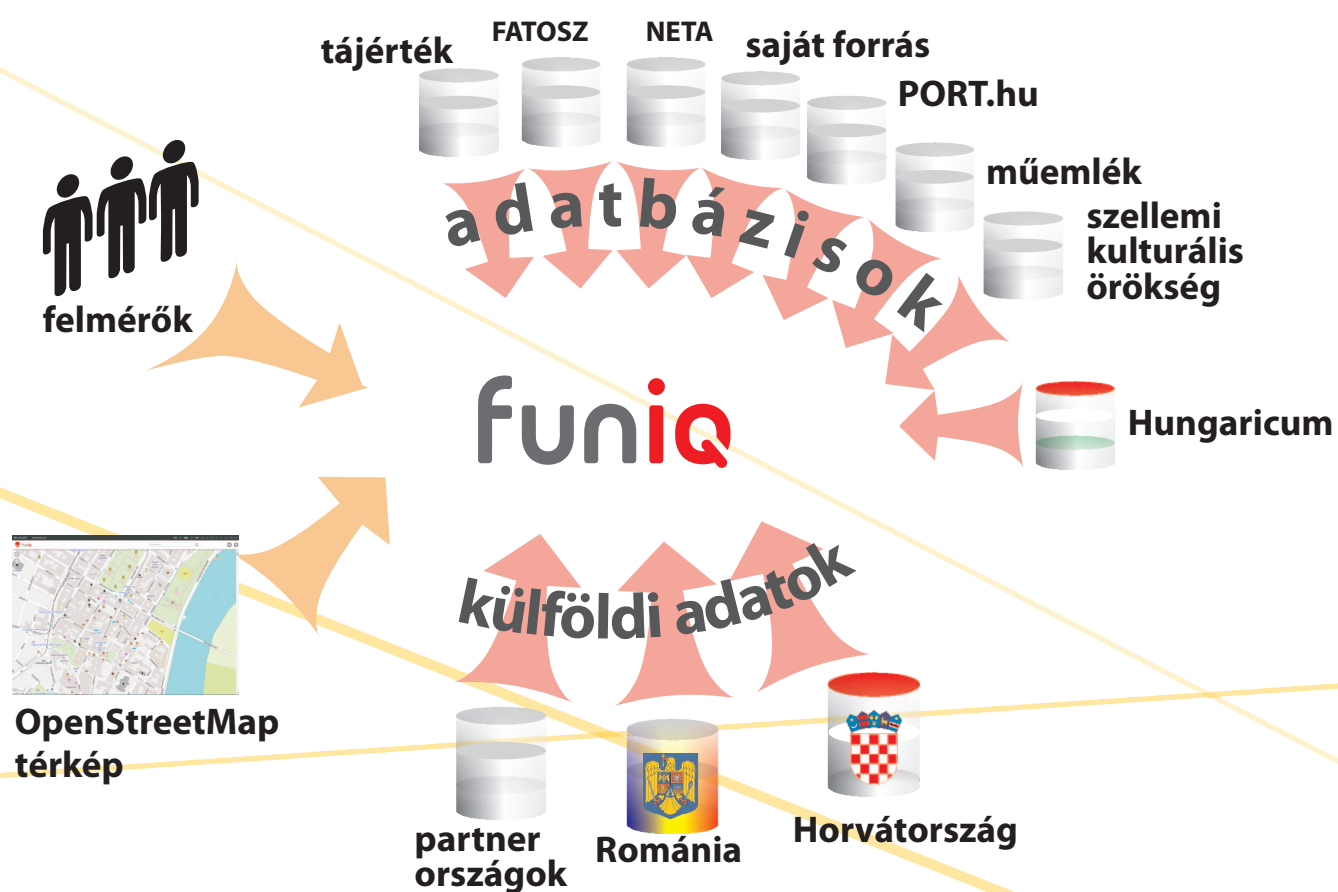 FATOSZ
NETA
tájérték
saját forrás
PORT.hu
műemlék
szellemi
kulturális
örökség
adatbázisok
felmérők
funiq
Hungaricum
külföldi adatok
OpenStreetMap
térkép
partner
országok
Románia
Horvátország